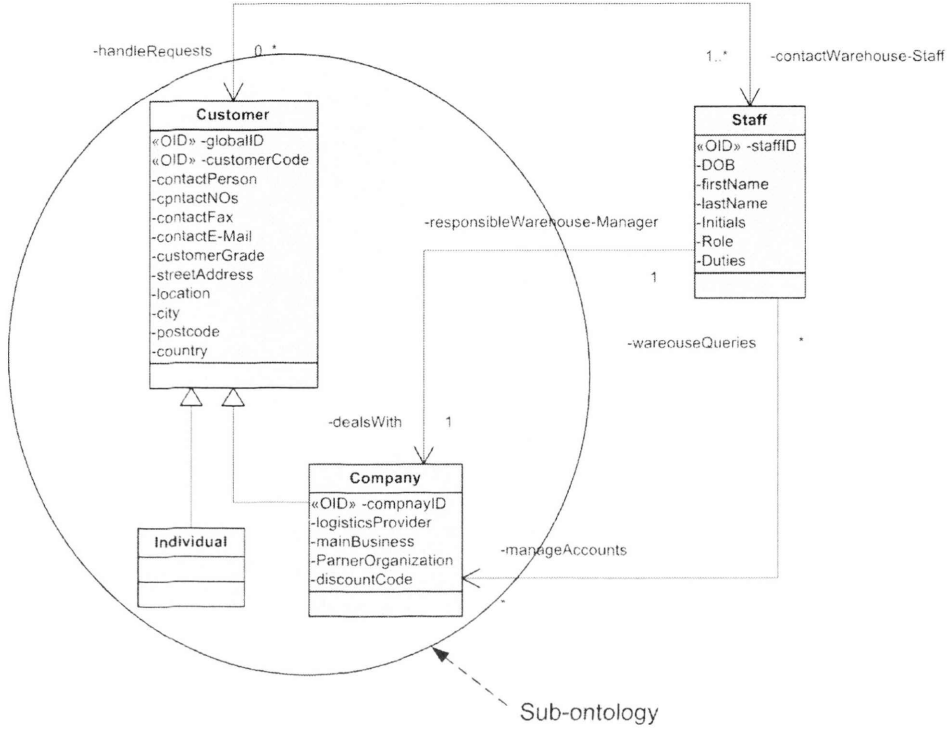 -handleRequests 0..*
1..* -contactWarehouse-Staff
Customer
«OID» -globalID
«OID» -customerCode
-contactPerson
-cpntactNOs
-contactFax
-contactE-Mail
-customerGrade
-streetAddress
-location
-city
-postcode
-country
Staff
«OID» -staffID
-DOB
-firstName
-lastName
-Initials
-Role
-Duties
-responsibleWarehouse-Manager
1
-wareouseQueries *
-dealsWith 1
Company
«OID» -compnayID
-logisticsProvider
-mainBusiness
-ParnerOrganization
-discountCode
Individual
-manageAccounts
*
Sub-ontology